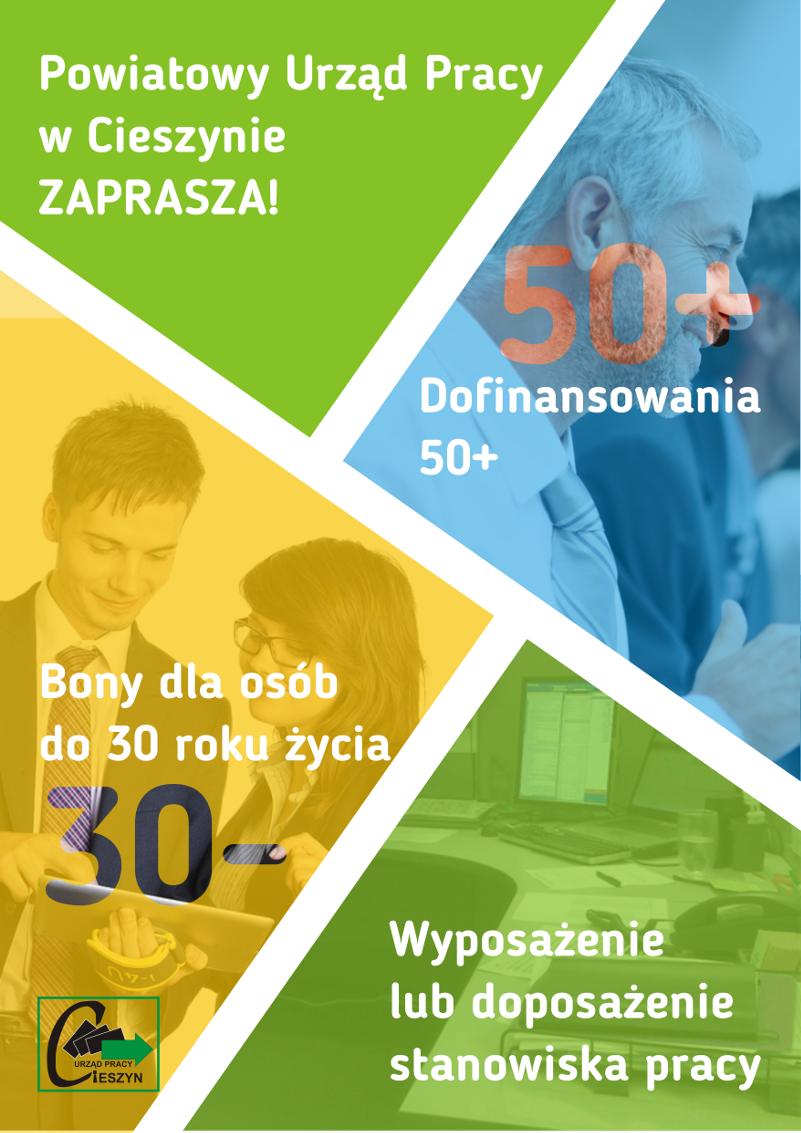 Powiatowy Urząd Pracy
w Cieszynie
ZAPRASZA!
50+
Dofinansowania
50+
Bony dla osób
do 30 roku życia
30-
Wyposażenie
lub doposażenie
stanowiska pracy
URZĄD PRACY
CIESZYN